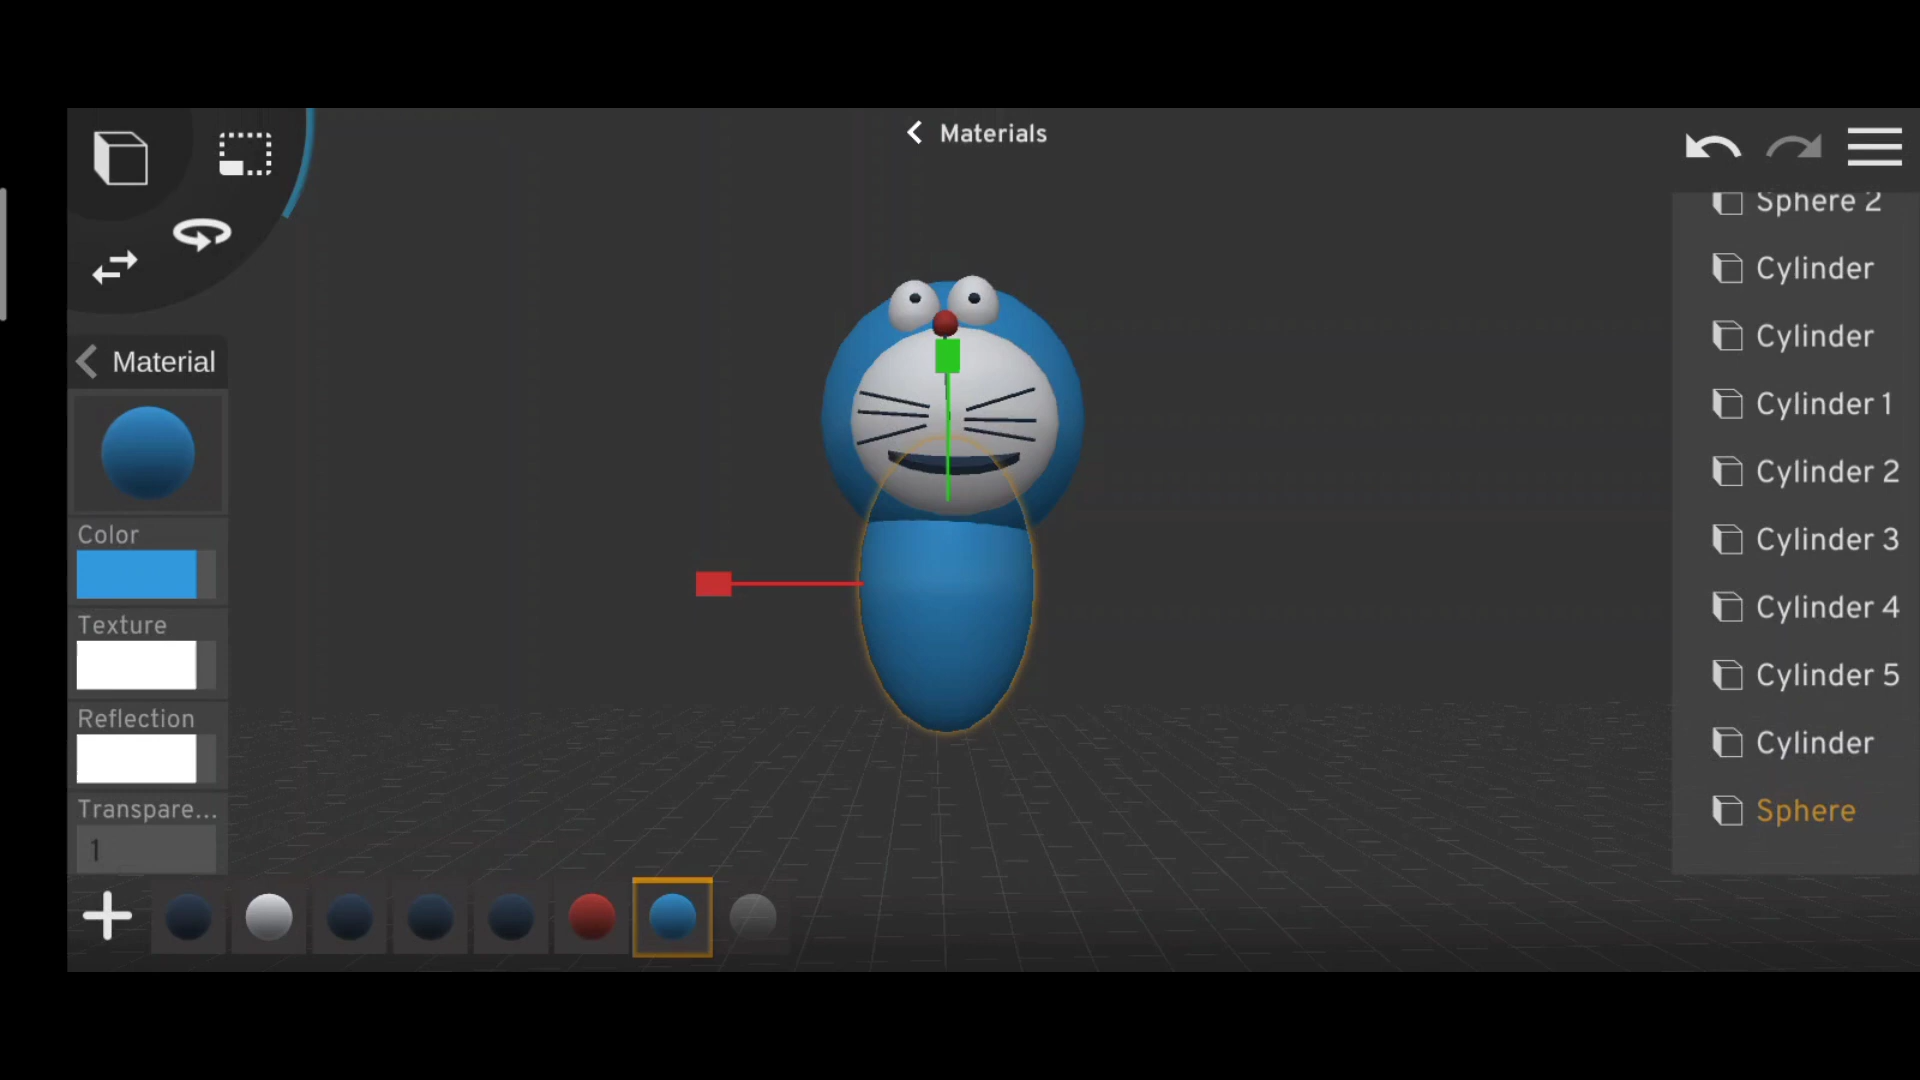 Materials
Material
Color
Texture
Reflection
Transpare...
1
Sphere 2
Cylinder
Cylinder
Cylinder 1
Cylinder 2
Cylinder 3
Cylinder 4
Cylinder 5
Cylinder
Sphere